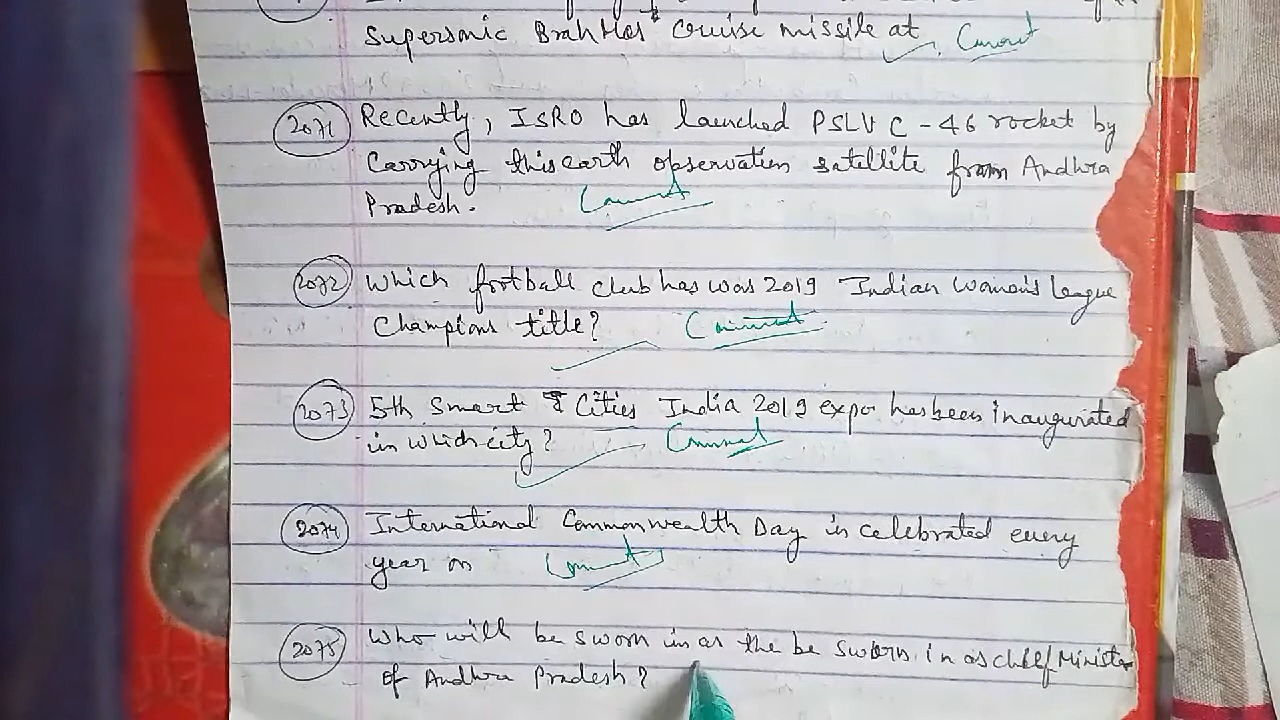 Supersonic BrahMos cruise missile at Current
2071 Recently, ISRO has launched PSLV C-46 rocket by
Carrying this earth observation satellite from Andhra
Pradesh. Current
2072 Which football club has was 2019 Indian Women's league
Champions title? Current
2073 5th Smart Cities India 2019 expo has been inaugurated
in which city? Current
2074 International Commonwealth Day is celebrated every
year on Current
2075 Who will be sworn in as the be sworn in as chief Minister
of Andhra Pradesh?